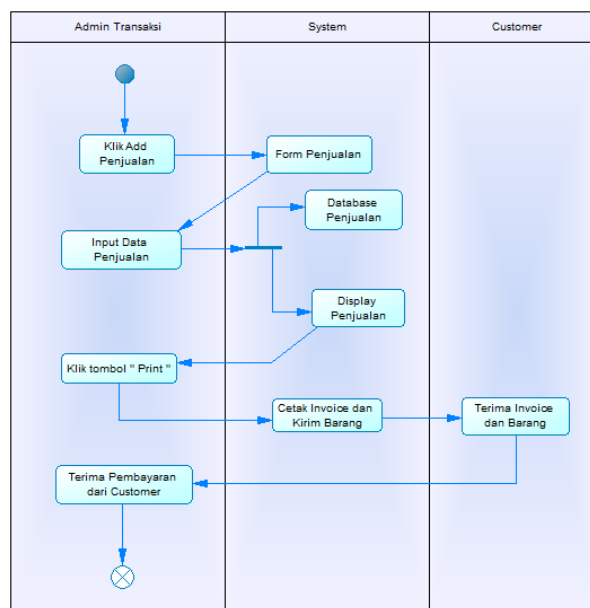 Admin Transaksi
System
Customer
Klik Add
Penjualan
Form Penjualan
Database
Penjualan
Input Data
Penjualan
Display
Penjualan
Klik tombol " Print "
Cetak Invoice dan
Kirim Barang
Terima Invoice
dan Barang
Terima Pembayaran
dari Customer